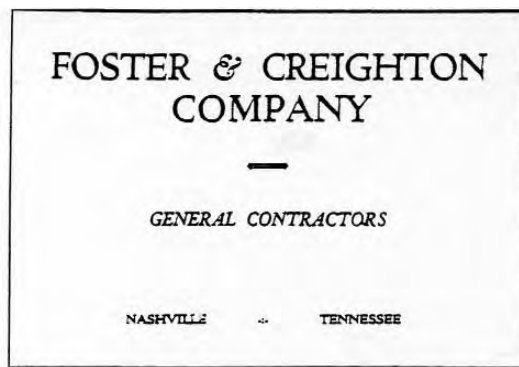 FOSTER & CREIGHTON
COMPANY
GENERAL CONTRACTORS
NASHVILLE - TENNESSEE